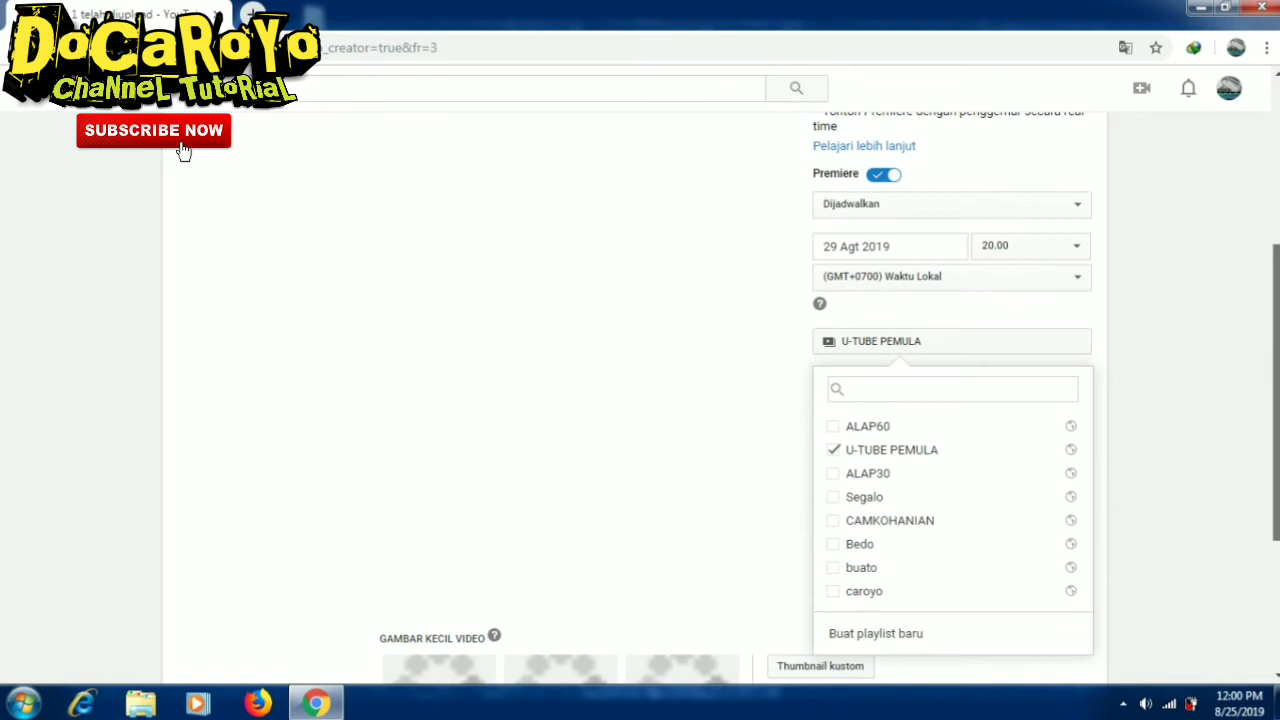 DoCaRoYo
ChaNneL TutoRiaL
SUBSCRIBE NOW
_creator=true&fr=3
time
Pelajari lebih lanjut
Premiere
Dijadwalkan
29 Agt 2019
20.00
(GMT+0700) Waktu Lokal
U-TUBE PEMULA
ALAP60
U-TUBE PEMULA
ALAP30
Segalo
CAMKOHANIAN
Bedo
buato
caroyo
Buat playlist baru
GAMBAR KECIL VIDEO
Thumbnail kustom
12:00 PM
8/25/2019